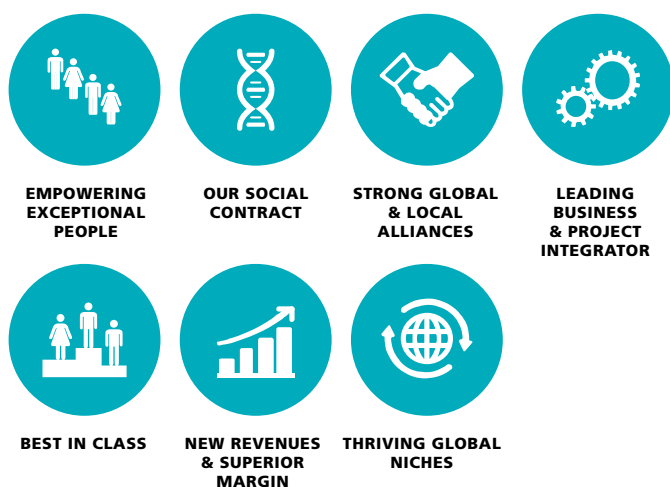 EMPOWERING
EXCEPTIONAL
PEOPLE
OUR SOCIAL
CONTRACT
STRONG GLOBAL
& LOCAL
ALLIANCES
LEADING
BUSINESS
& PROJECT
INTEGRATOR
BEST IN CLASS
NEW REVENUES
& SUPERIOR
MARGIN
THRIVING GLOBAL
NICHES